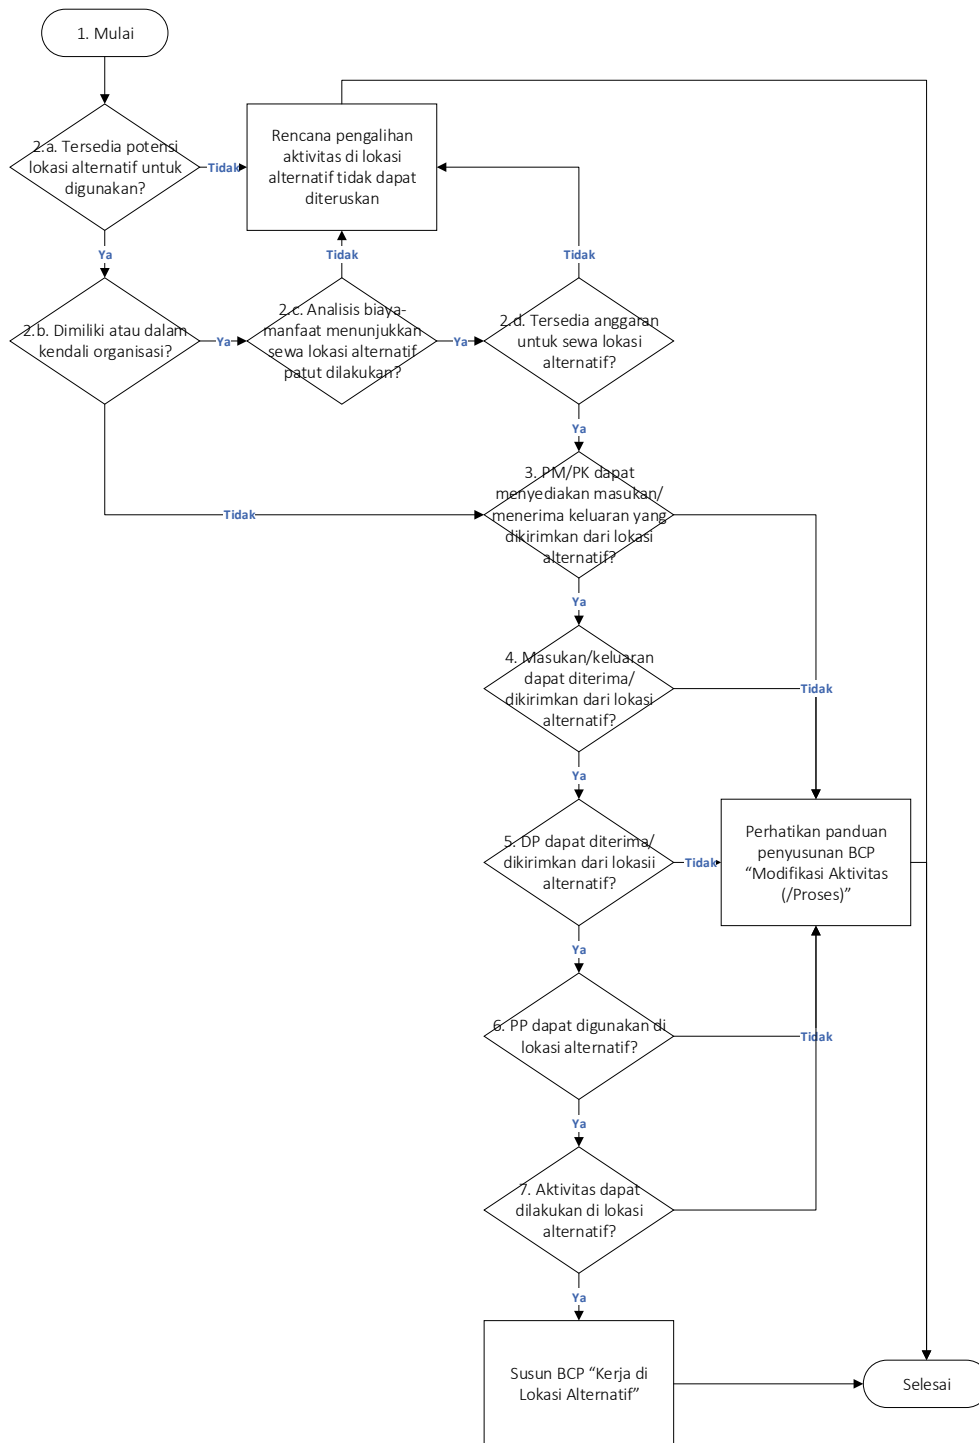 1. Mulai
2.a. Tersedia potensi
lokasi alternatif untuk
digunakan?
Tidak
Rencana pengalihan
aktivitas di lokasi
alternatif tidak dapat
diteruskan
Ya
Tidak
Tidak
2.b. Dimiliki atau dalam
kendali organisasi?
Ya
2.c. Analisis biaya-
manfaat menunjukkan
sewa lokasi alternatif
patut dilakukan?
Ya
2.d. Tersedia anggaran
untuk sewa lokasi
alternatif?
Ya
Tidak
3. PM/PK dapat
menyediakan masukan/
menerima keluaran yang
dikirimkan dari lokasi
alternatif?
Ya
4. Masukan/keluaran
dapat diterima/
dikirimkan dari lokasi
alternatif?
Tidak
Ya
5. DP dapat diterima/
dikirimkan dari lokasii
alternatif?
Tidak
Perhatikan panduan
penyusunan BCP
“Modifikasi Aktivitas
(/Proses)”
Ya
6. PP dapat digunakan di
lokasi alternatif?
Tidak
Ya
7. Aktivitas dapat
dilakukan di lokasi
alternatif?
Ya
Susun BCP “Kerja di
Lokasi Alternatif”
Selesai